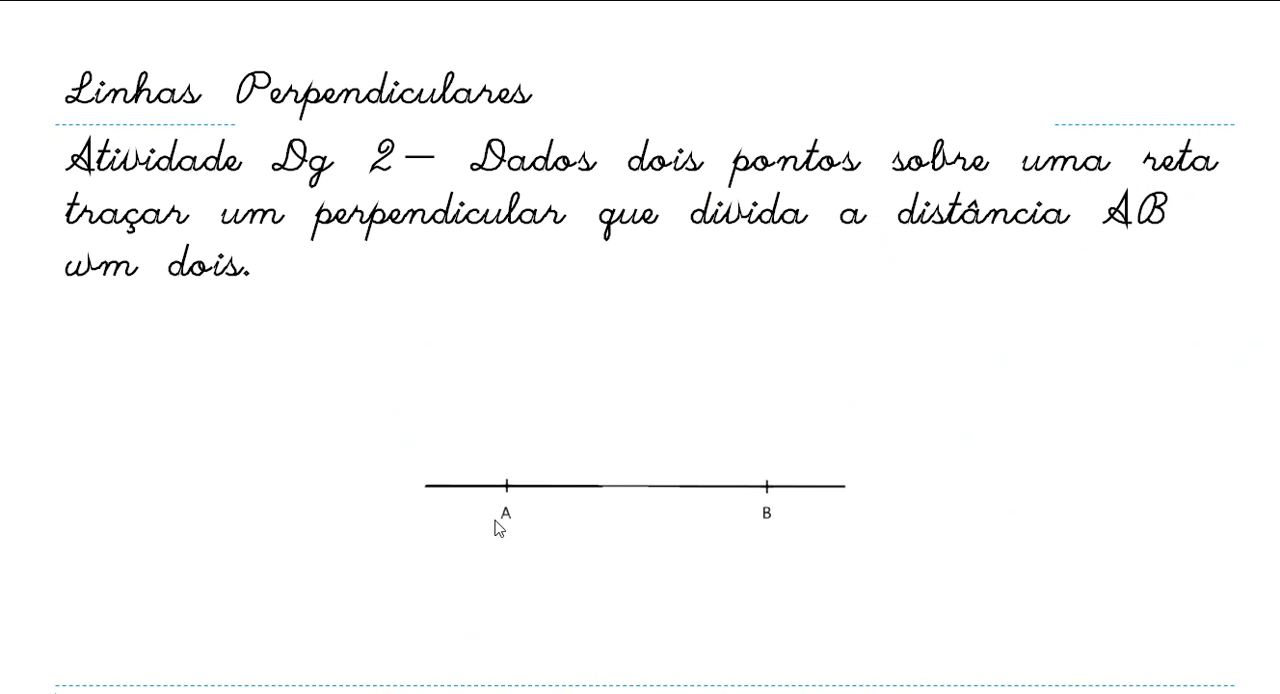 Linhas Perpendiculares
Atividade Dg 2 – Dados dois pontos sobre uma reta
traçar um perpendicular que divida a distância AB
wm dois.
A B